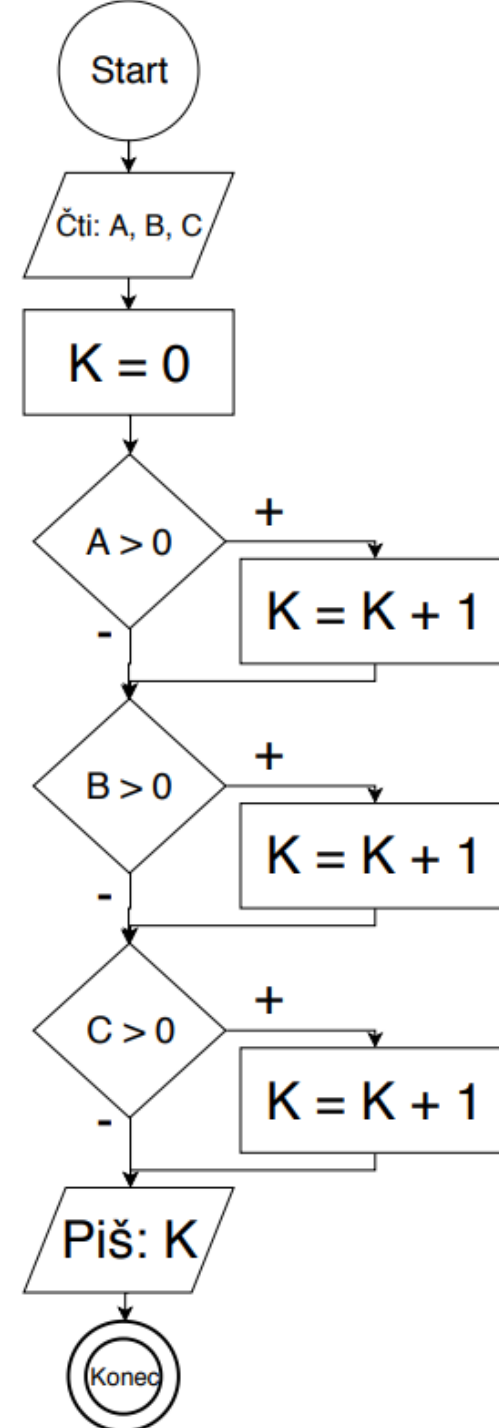 Start
Čti: A, B, C
K = 0
A > 0
+
K = K + 1
-
B > 0
+
K = K + 1
-
C > 0
+
K = K + 1
-
Piš: K
Konec